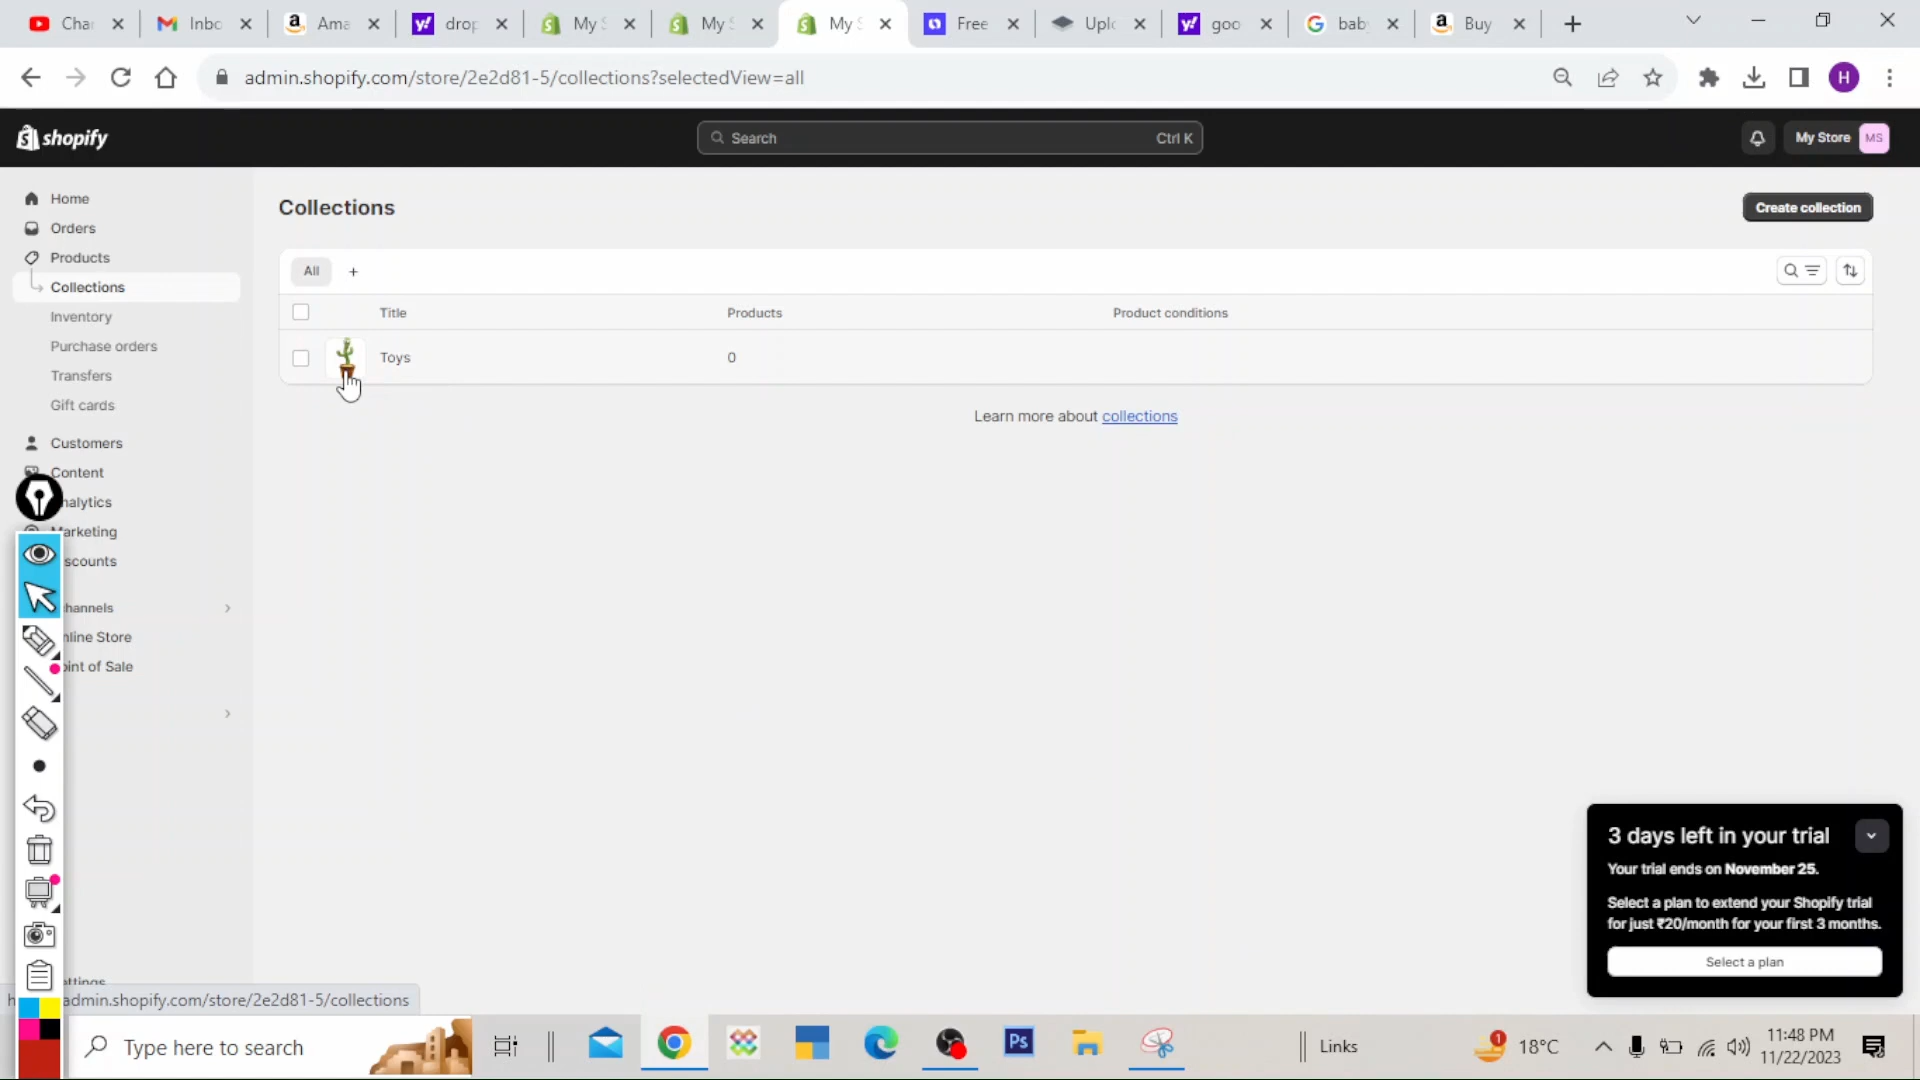 Cha
Inbo
Ama
drop
My S
My S
My S
Free
Uplo
goo
bab
Buy
admin.shopify.com/store/2e2d81-5/collections?selectedView=all
H
shopify
Search
Ctrl K
My Store
MS
Home
Orders
Products
Collections
Inventory
Purchase orders
Transfers
Gift cards
Customers
Content
nalytics
arketing
scounts
hannels
nline Store
oint of Sale
ttings
Collections
Create collection
All
Title
Products
Product conditions
Toys
0
Learn more about collections
3 days left in your trial
Your trial ends on November 25.
Select a plan to extend your Shopify trial
for just ₹20/month for your first 3 months.
Select a plan
admin.shopify.com/store/2e2d81-5/collections
Type here to search
Ps
Links
18°C
11:48 PM
11/22/2023